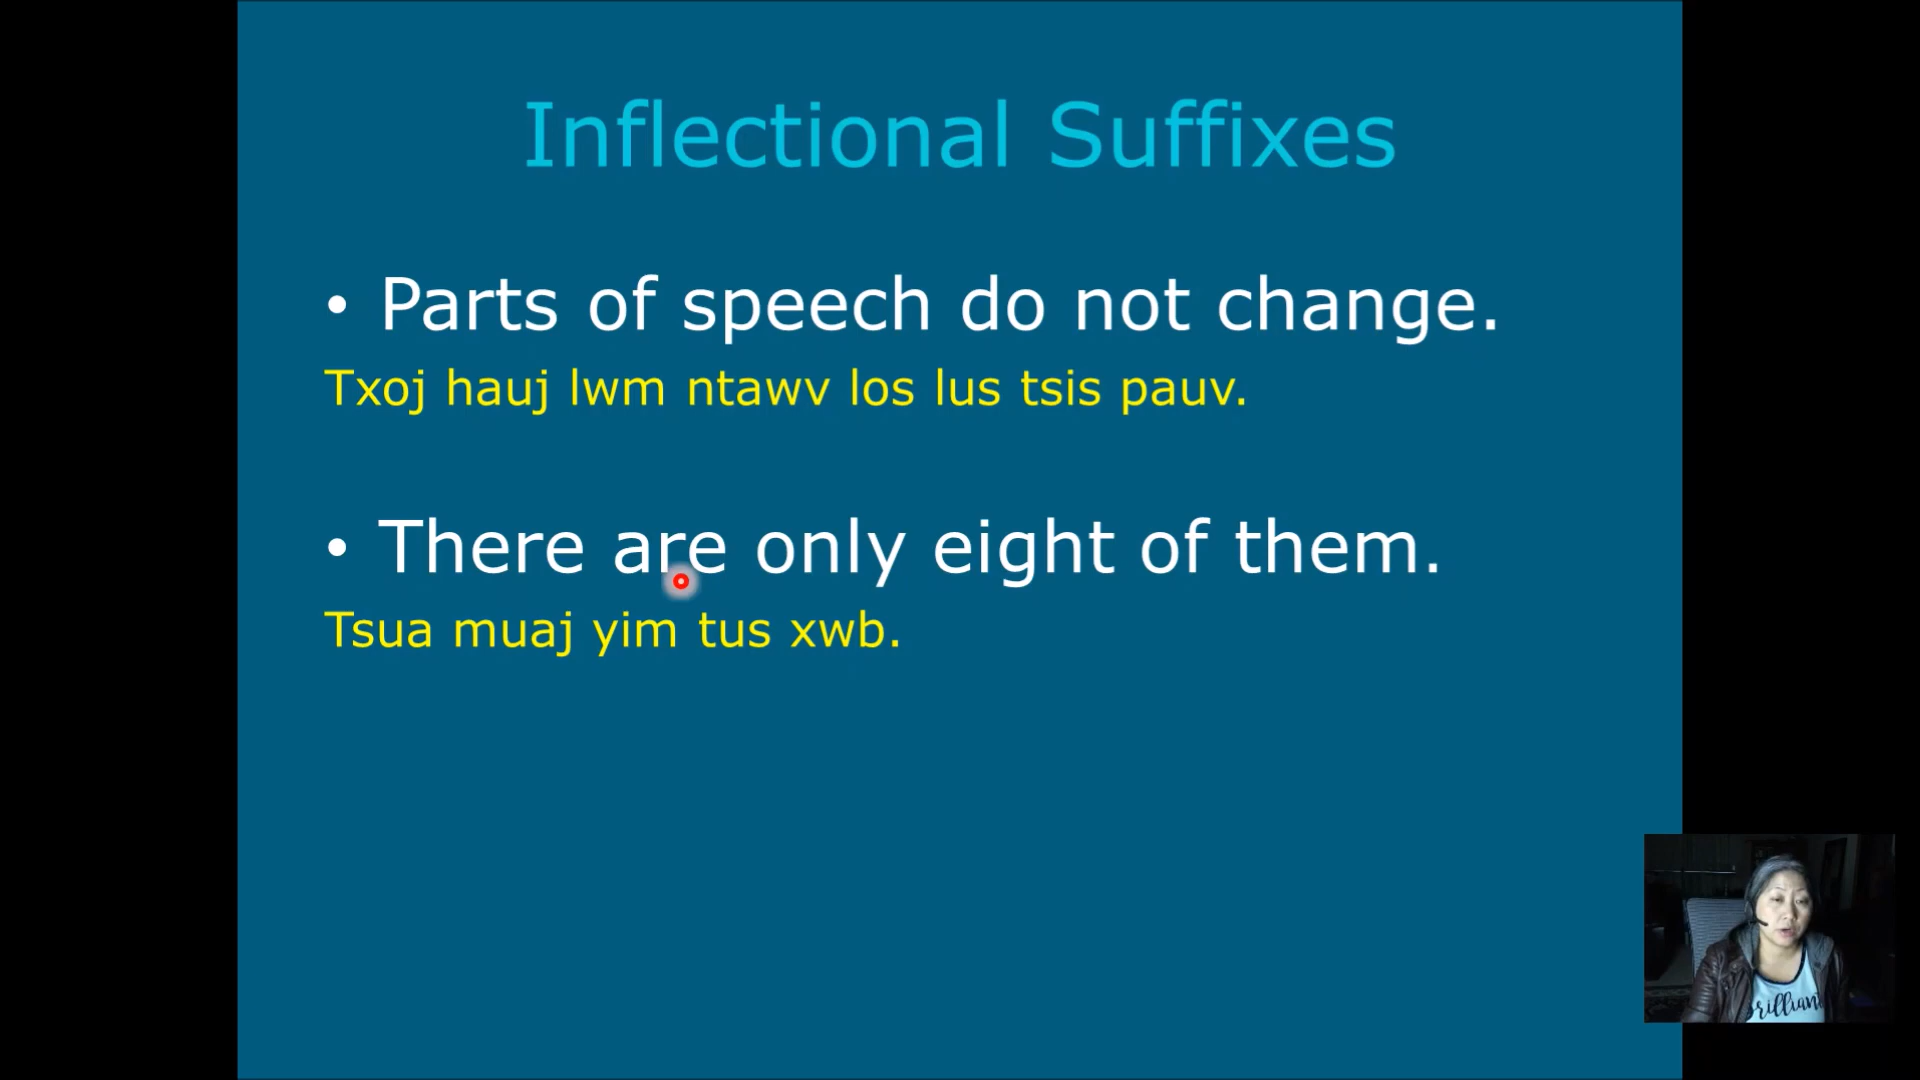 Inflectional Suffixes
• Parts of speech do not change.
Txoj hauj lwm ntawv los lus tsis pauv.
• There are only eight of them.
Tsua muaj yim tus xwb.
brilliant